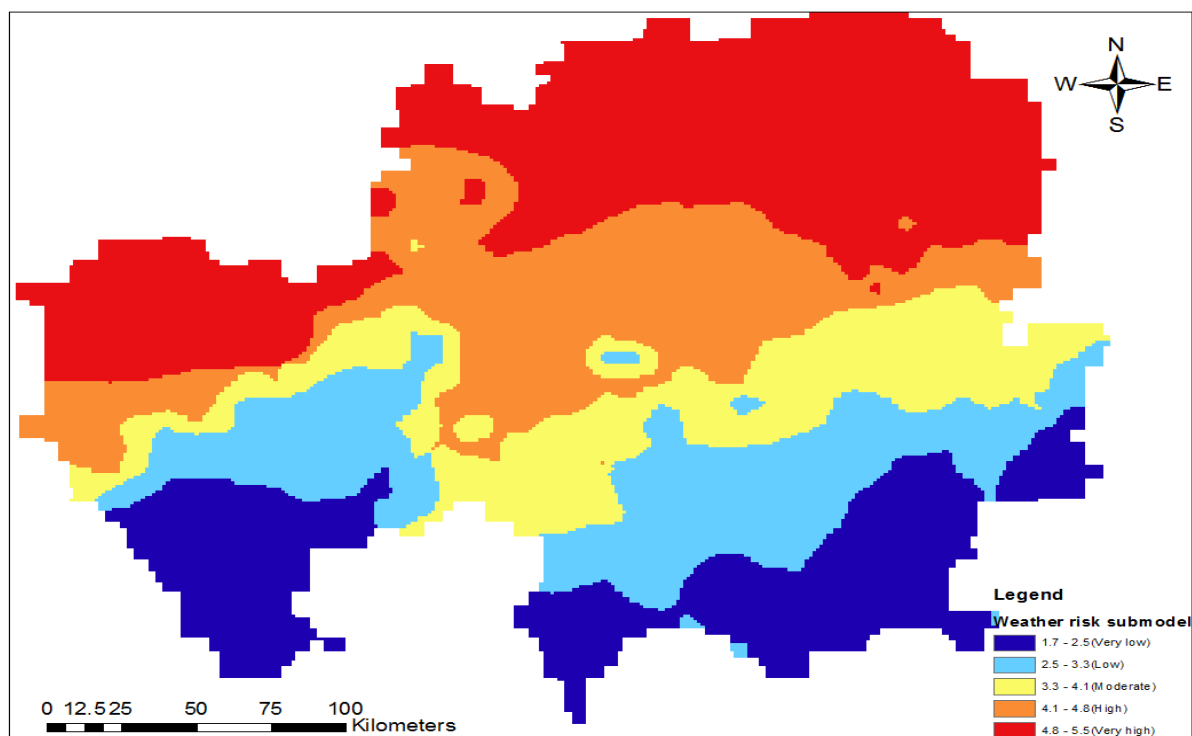 N
W E
S
Legend
Weather risk submodel
1.7 - 2.5(Very low)
2.5 - 3.3(Low)
3.3 - 4.1(Moderate)
4.1 - 4.8(High)
4.8 - 5.5(Very high)
0 12.5 25 50 75 100
Kilometers